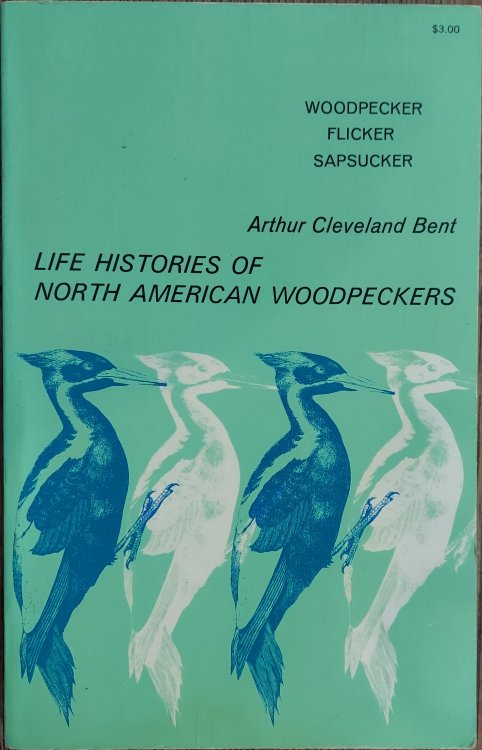 $3.00
WOODPECKER
FLICKER
SAPSUCKER
Arthur Cleveland Bent
LIFE HISTORIES OF
NORTH AMERICAN WOODPECKERS